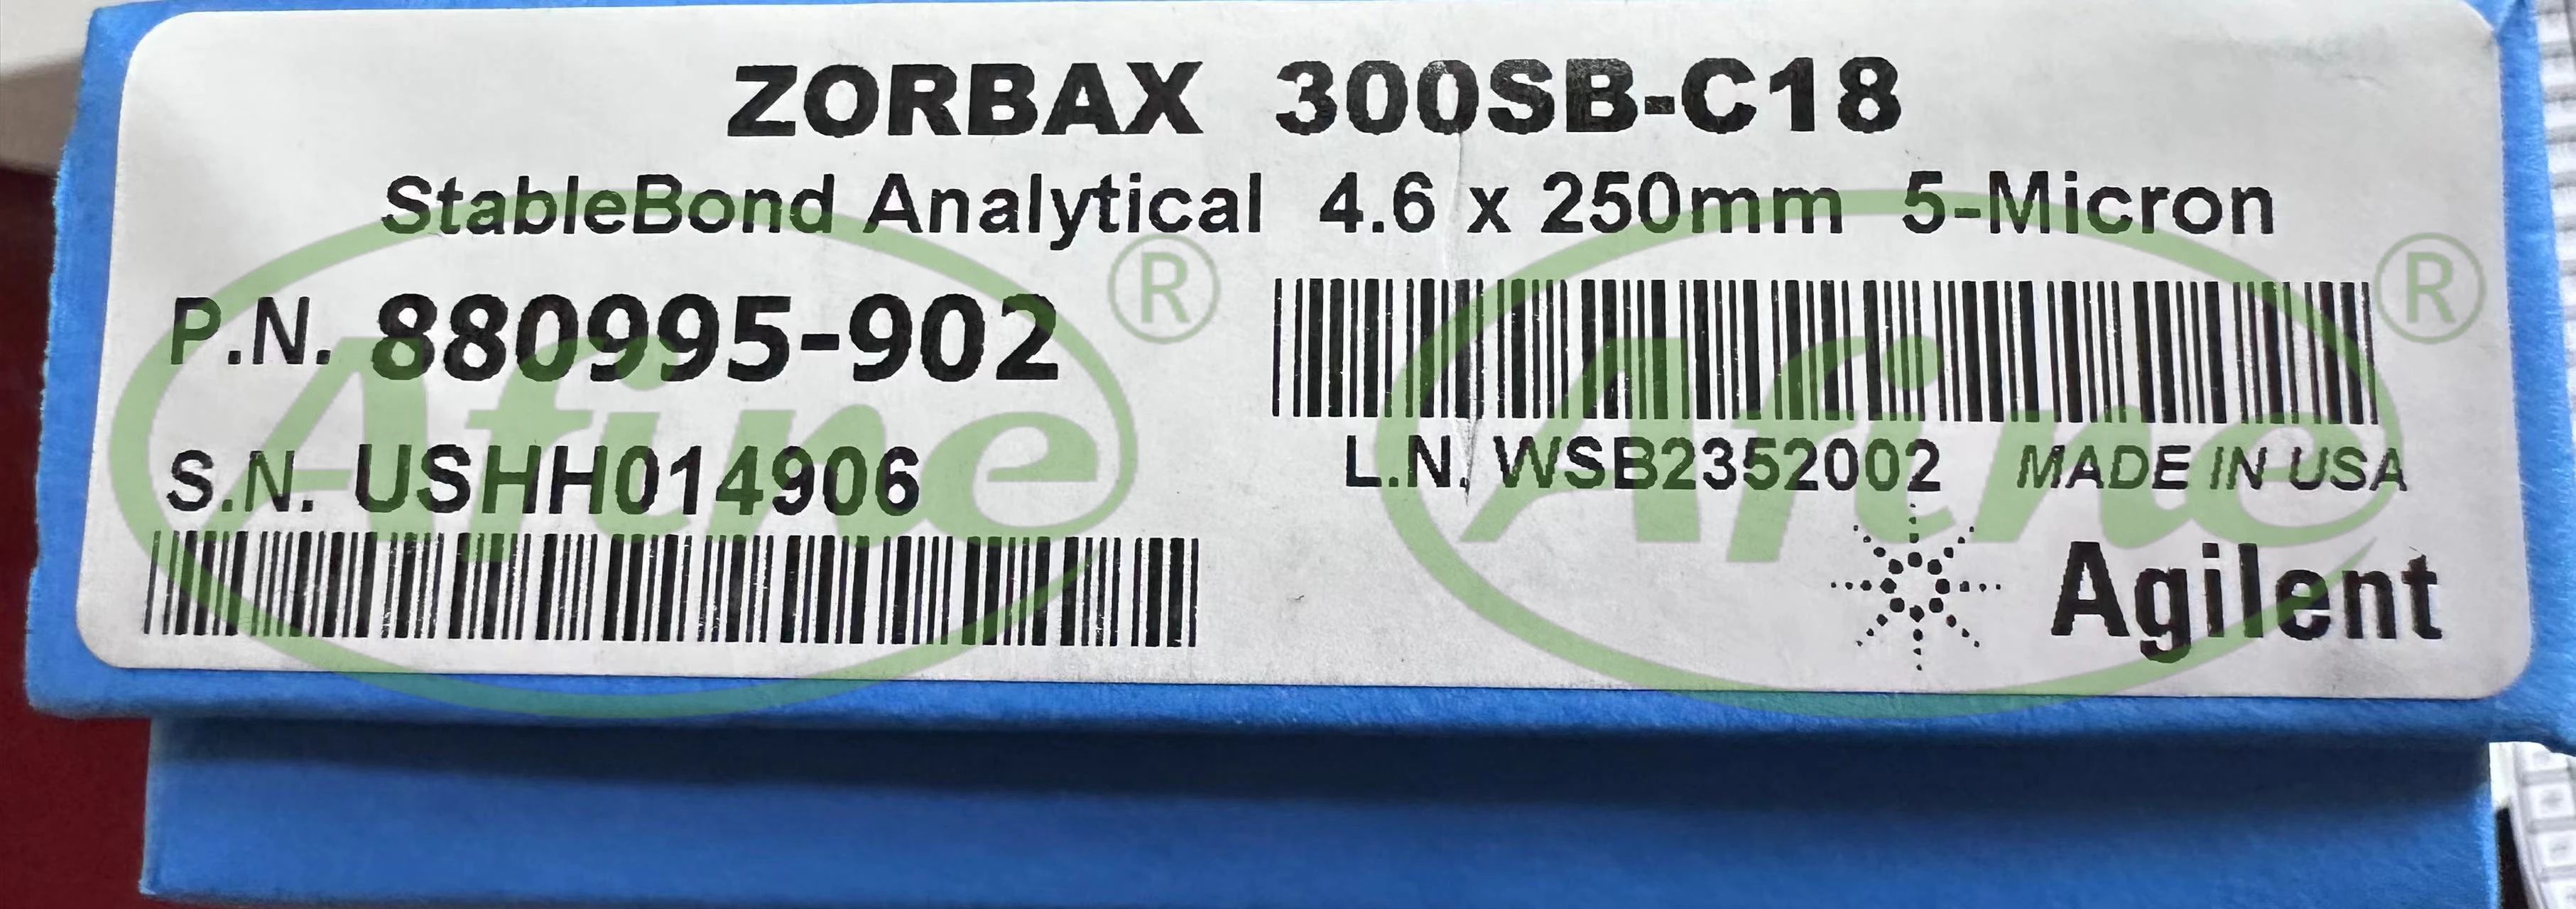 ZORBAX 300SB-C18
StableBond Analytical 4.6 x 250mm 5-Micron
P.N. 880995-902
S.N. USHH014906
L.N. WSB2352002 MADE IN USA
Agilent
Afine®
Afine®